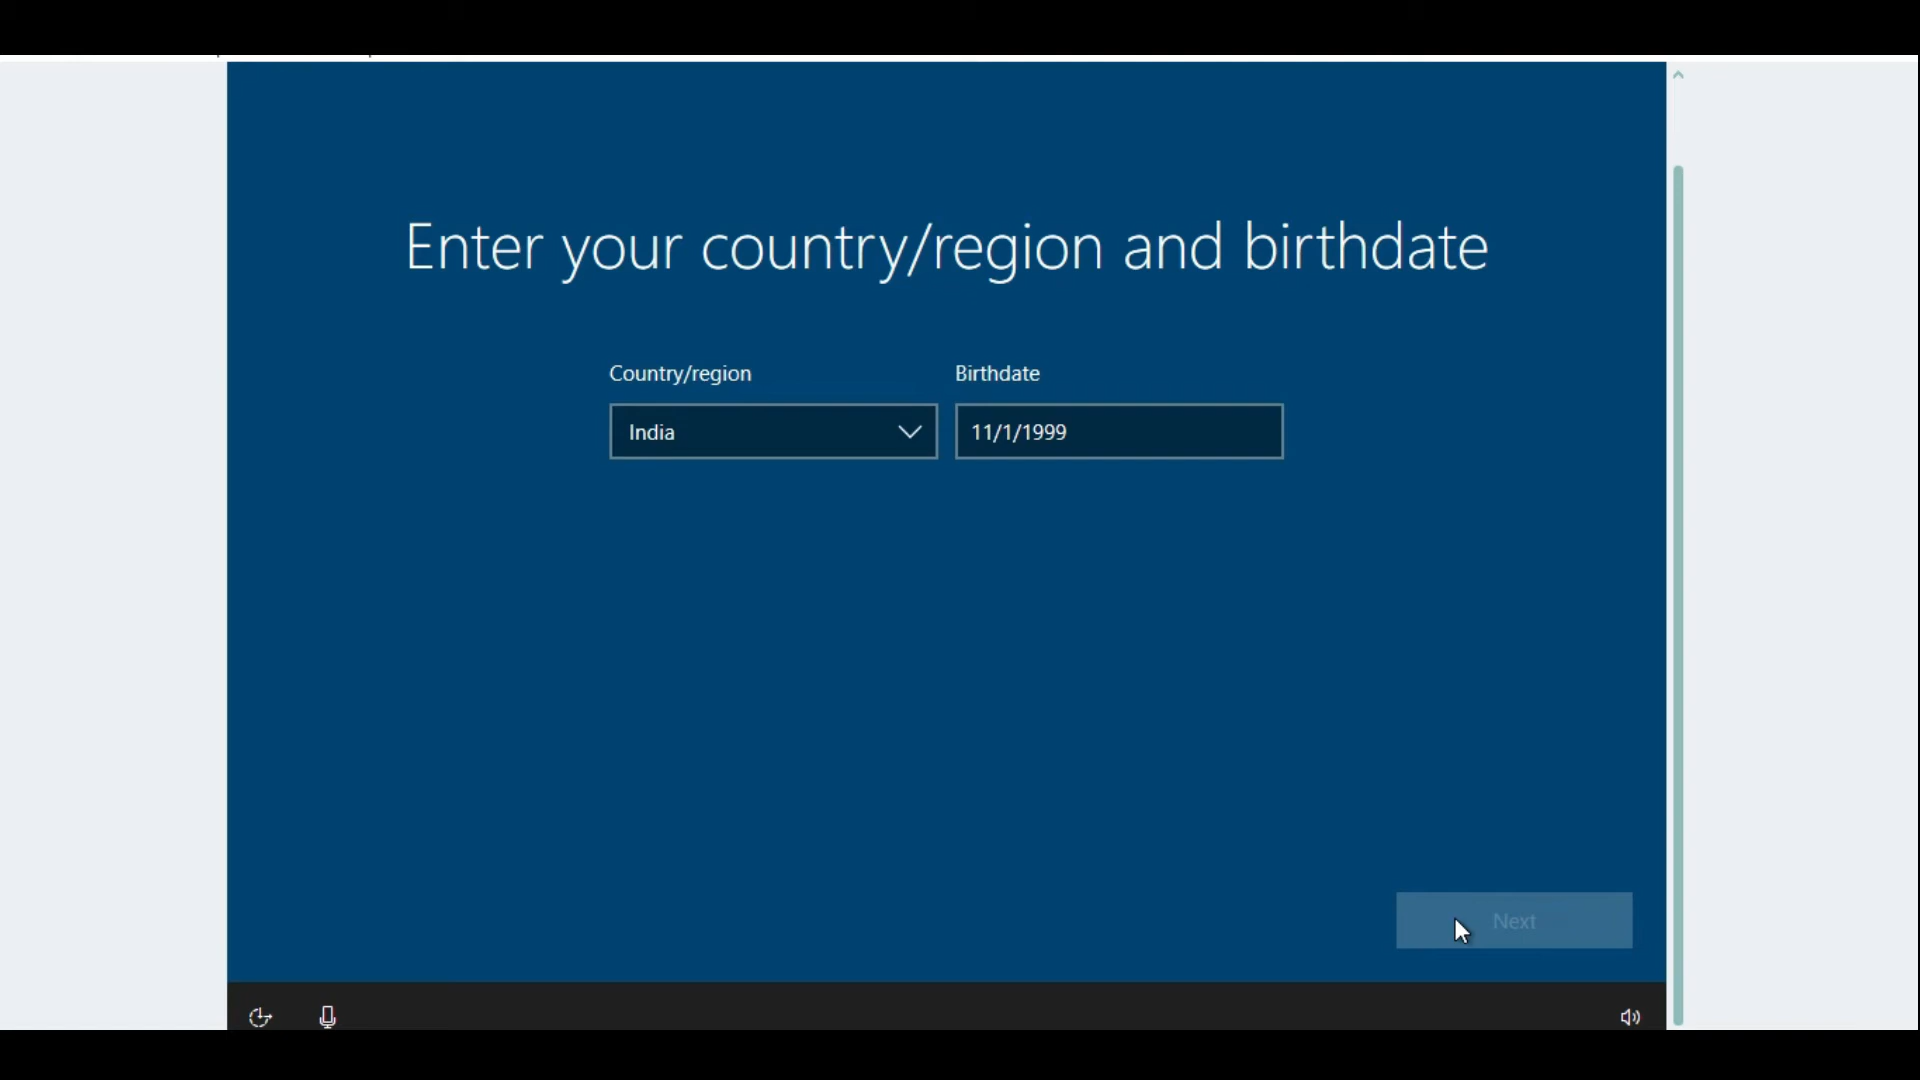 Enter your country/region and birthdate
Country/region
Birthdate
India
11/1/1999
Next